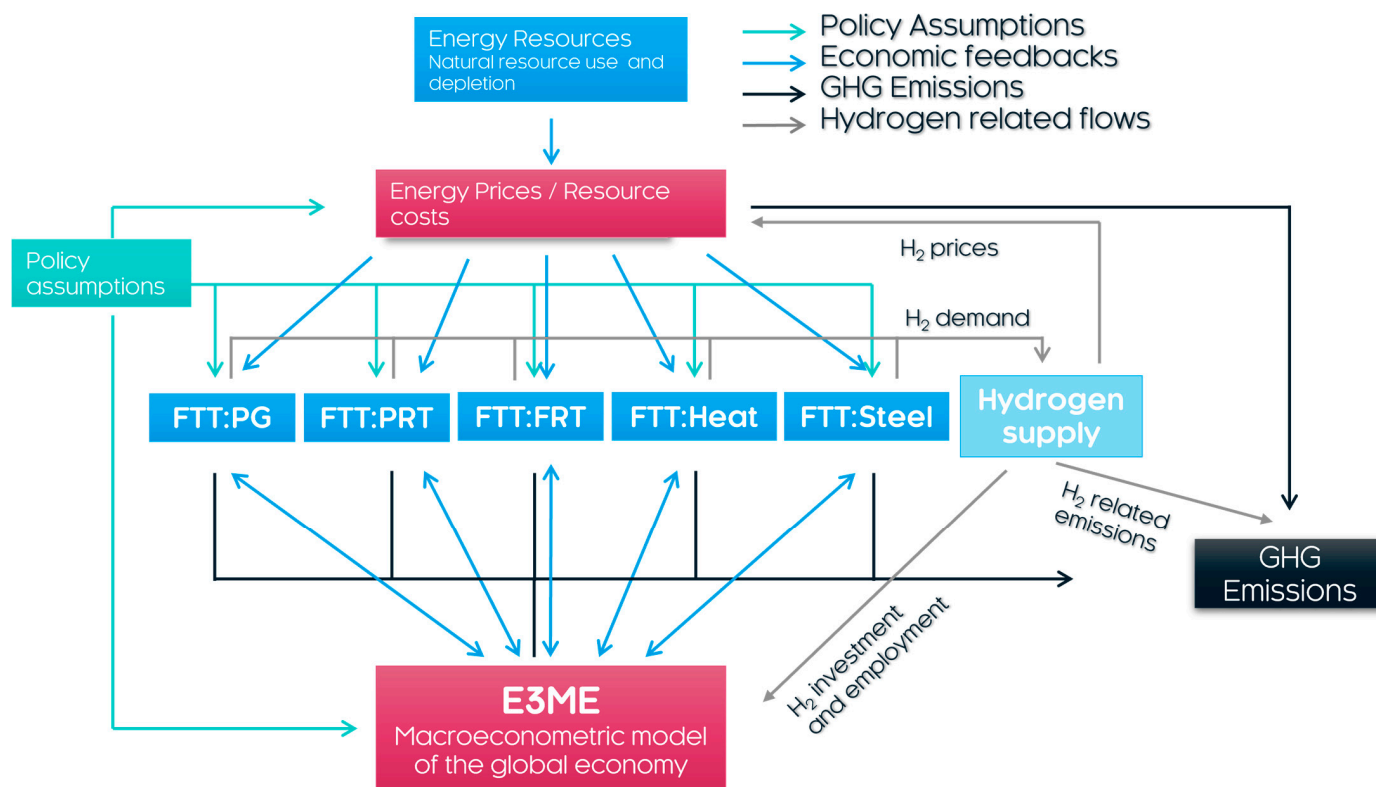 Energy Resources
Natural resource use and
depletion
Policy Assumptions
Economic feedbacks
GHG Emissions
Hydrogen related flows
Energy Prices / Resource
costs
Policy
assumptions
H₂ prices
H₂ demand
FTT:PG
FTT:PRT
FTT:FRT
FTT:Heat
FTT:Steel
Hydrogen
supply
H₂ related
emissions
GHG
Emissions
H₂ investment
and employment
E3ME
Macroeconometric model
of the global economy